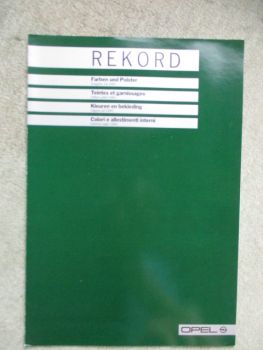 REKORD
Farben und Polster
Teintes et garnissages
Kleuren en bekleding
Colori e allestimenti interni
OPEL